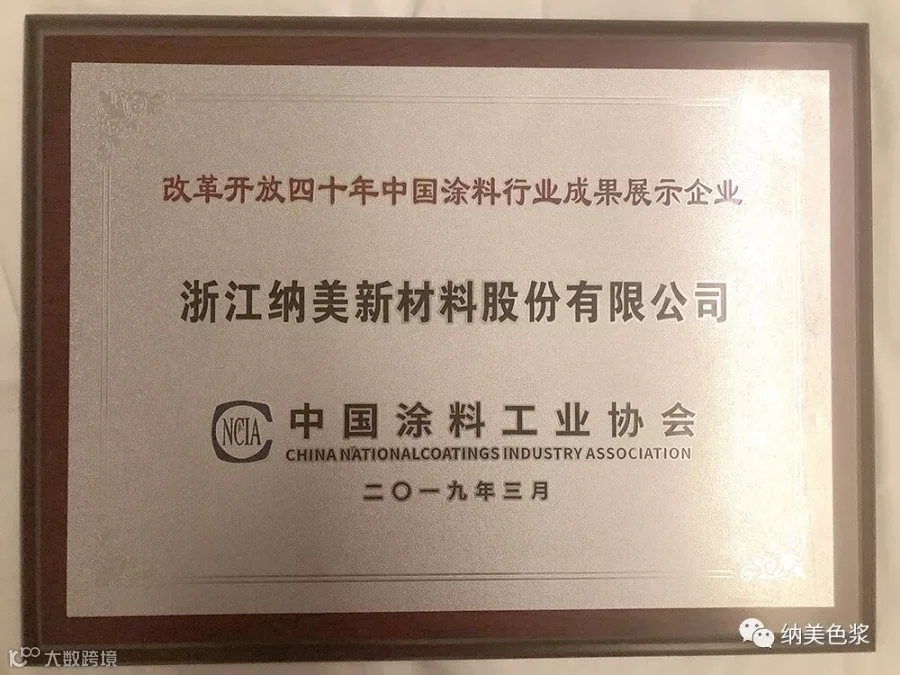 改革开放四十年中国涂料行业成果展示企业
浙江纳美新材料股份有限公司
NCIA
中国涂料工业协会
CHINA NATIONALCOATINGS INDUSTRY ASSOCIATION
二〇一九年三月
纳美色浆
大数跨境